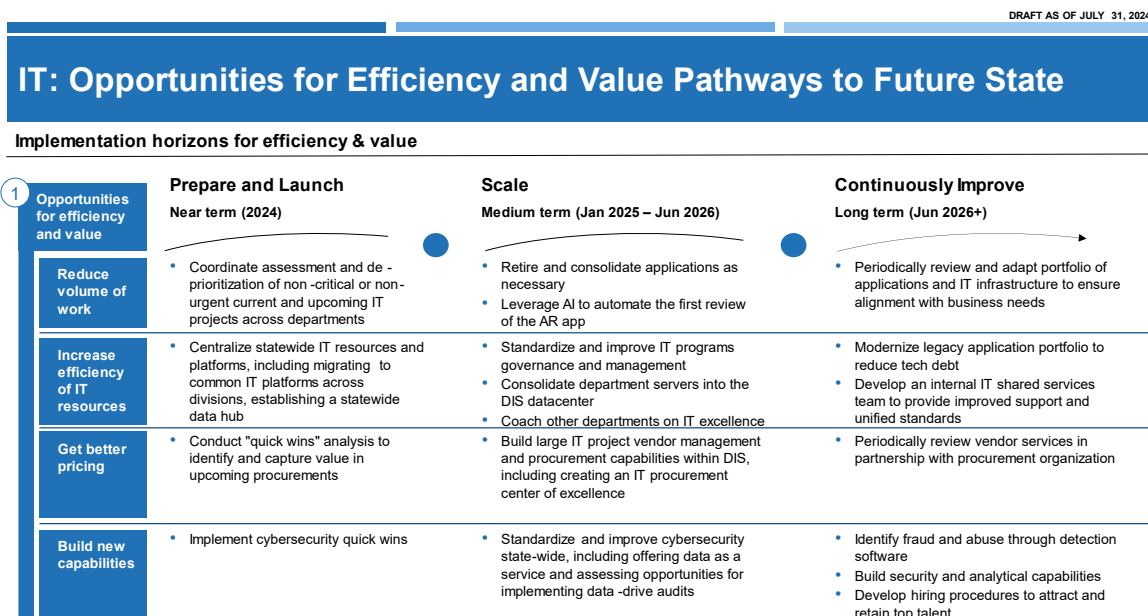 DRAFT AS OF JULY 31, 2024
IT: Opportunities for Efficiency and Value Pathways to Future State
Implementation horizons for efficiency & value
1
Opportunities
for efficiency
and value
Prepare and Launch
Near term (2024)
Scale
Medium term (Jan 2025 – Jun 2026)
Continuously Improve
Long term (Jun 2026+)
Reduce
volume of
work
• Coordinate assessment and de -
prioritization of non -critical or non-
urgent current and upcoming IT
projects across departments
• Retire and consolidate applications as
necessary
• Leverage AI to automate the first review
of the AR app
• Periodically review and adapt portfolio of
applications and IT infrastructure to ensure
alignment with business needs
Increase
efficiency
of IT
resources
• Centralize statewide IT resources and
platforms, including migrating to
common IT platforms across
divisions, establishing a statewide
data hub
• Standardize and improve IT programs
governance and management
• Consolidate department servers into the
DIS datacenter
• Coach other departments on IT excellence
• Modernize legacy application portfolio to
reduce tech debt
• Develop an internal IT shared services
team to provide improved support and
unified standards
Get better
pricing
• Conduct "quick wins" analysis to
identify and capture value in
upcoming procurements
• Build large IT project vendor management
and procurement capabilities within DIS,
including creating an IT procurement
center of excellence
• Periodically review vendor services in
partnership with procurement organization
Build new
capabilities
• Implement cybersecurity quick wins
• Standardize and improve cybersecurity
state-wide, including offering data as a
service and assessing opportunities for
implementing data -drive audits
• Identify fraud and abuse through detection
software
• Build security and analytical capabilities
• Develop hiring procedures to attract and
retain top talent